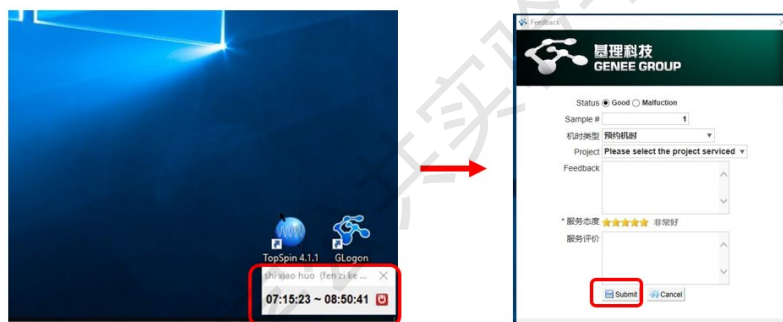 TopSpin 4.1.1
GLogon
shi xiao huo (fen zi ke ...
07:15:23 ~ 08:50:41
Feedback
基理科技
GENEE GROUP
Status Good Malfuction
Sample # 1
机时类型 预约机时
Project Please select the project serviced
Feedback
* 服务态度 非常好
服务评价
Submit Cancel